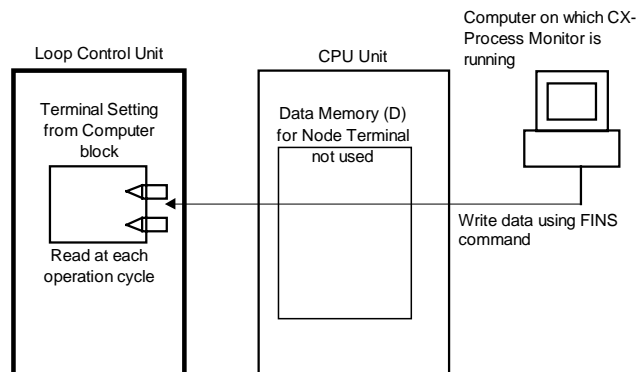 Computer on which CX-
Process Monitor is
running
Loop Control Unit
CPU Unit
Terminal Setting
from Computer
block
Data Memory (D)
for Node Terminal
not used
Write data using FINS
command
Read at each
operation cycle